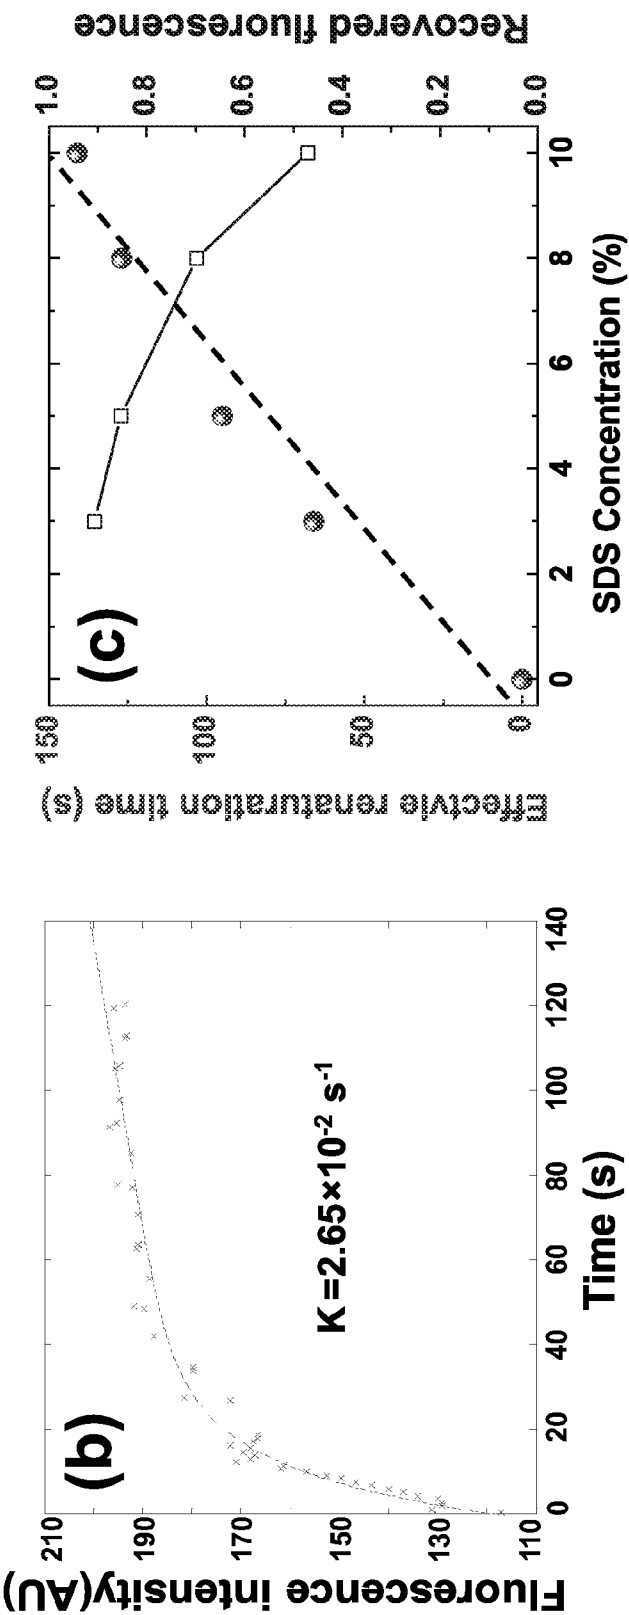 (b)
Fluorescence intensity(AU)
210
190
170
150
130
110
K=2.65×10-2 s-1
0 20 40 60 80 100 120 140
Time (s)
(c)
Effectvie renaturation time (s)
150
100
50
0
Recovered fluorescence
1.0
0.8
0.6
0.4
0.2
0.0
0 2 4 6 8 10
SDS Concentration (%)